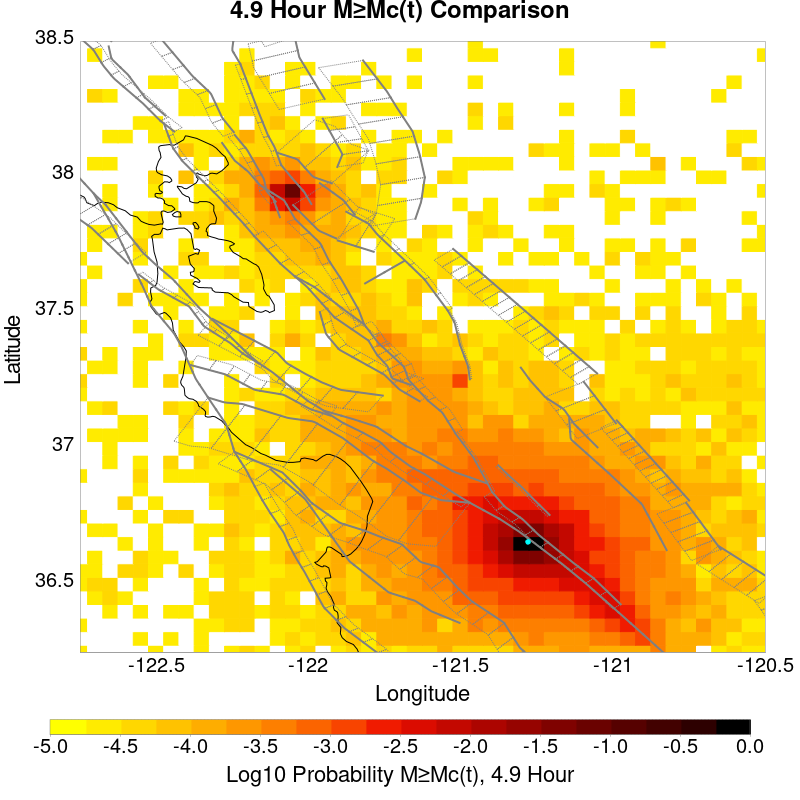 4.9 Hour M≥Mc(t) Comparison
38.5
38
37.5
37
36.5
Latitude
-122.5 -122 -121.5 -121 -120.5
Longitude
-5.0 -4.5 -4.0 -3.5 -3.0 -2.5 -2.0 -1.5 -1.0 -0.5 0.0
Log10 Probability M≥Mc(t), 4.9 Hour